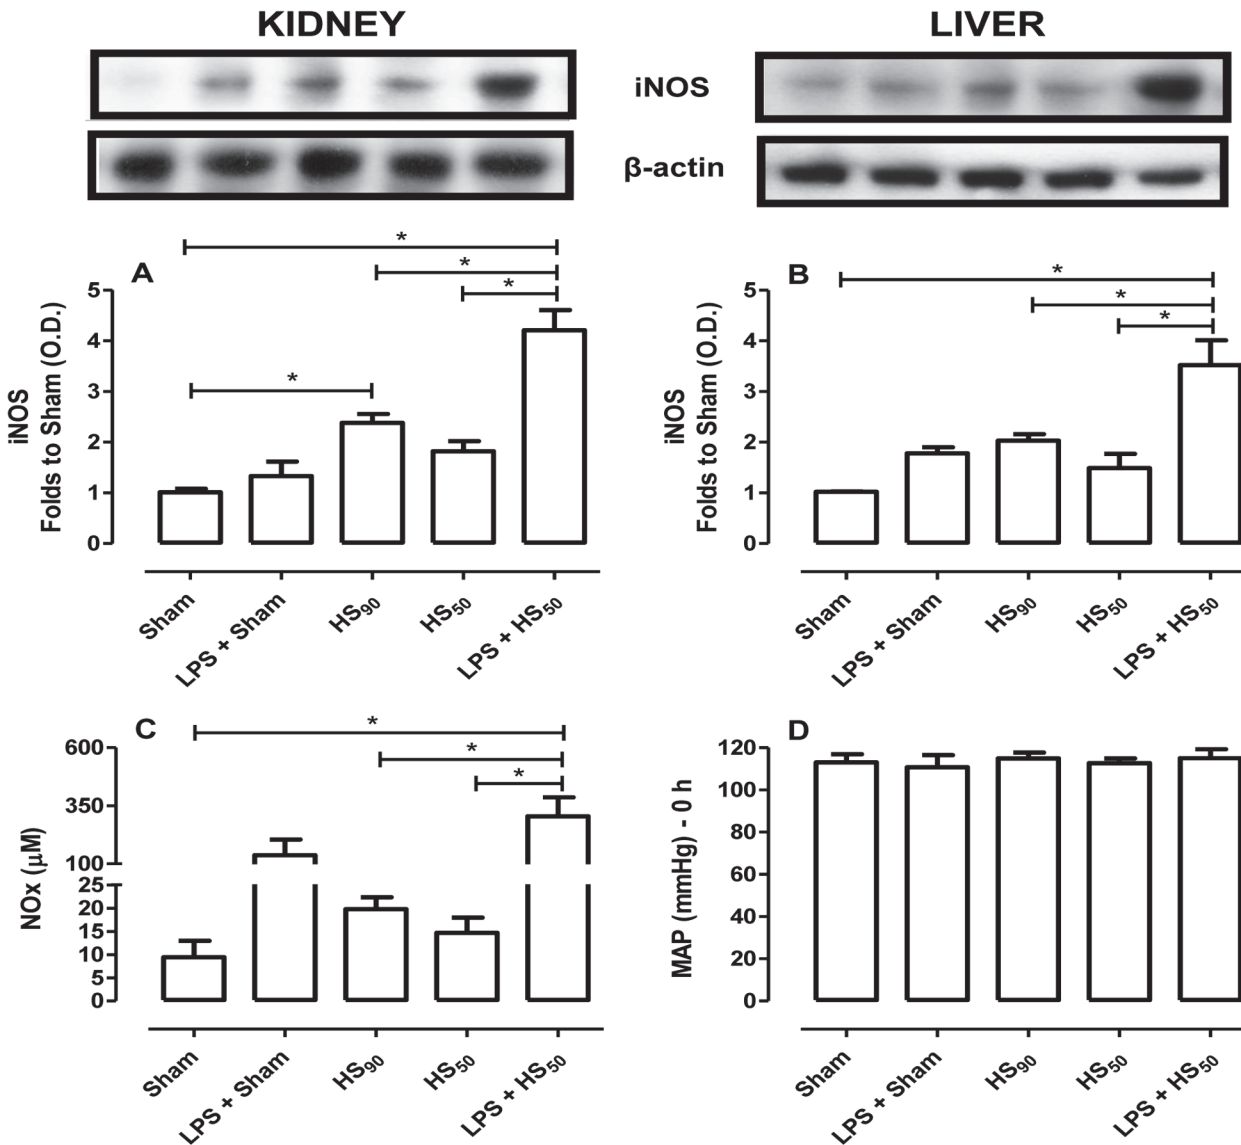 KIDNEY
LIVER
iNOS
β-actin
A
* 
*
*
*
5
4
3
2
1
0
iNOS
Folds to Sham (O.D.)
Sham
LPS + Sham
HS90
HS50
LPS + HS50
B
*
*
*
5
4
3
2
1
0
iNOS
Folds to Sham (O.D.)
Sham
LPS + Sham
HS90
HS50
LPS + HS50
C
*
*
*
600
350
100
25
20
15
10
5
0
NOx (μM)
Sham
LPS + Sham
HS90
HS50
LPS + HS50
D
120
100
80
60
40
20
0
MAP (mmHg) - 0 h
Sham
LPS + Sham
HS90
HS50
LPS + HS50